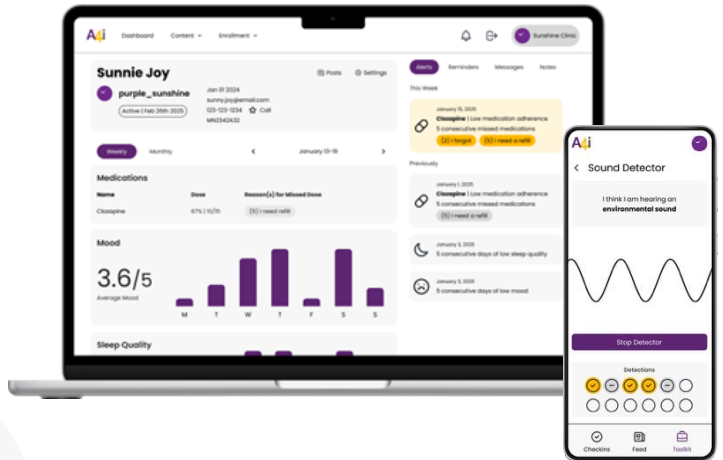 A4i
Dashboard
Content
Enrollment
Sunshine Clinic
Sunnie Joy
Posts
Settings
purple_sunshine
Active | Feb 26th 2025
Jan 01 2024
sunny.joy@email.com
123-123-1234
Call
MN2342A32
Weekly
Monthly
January 13-19
Medications
Name
Dose
Reason(s) for Missed Dose
Clozapine
67% | 10/15
(5) I need refill
Mood
3.6/5
Average Mood
M T W T F S S
Sleep Quality
Alerts
Reminders
Messages
Notes
This Week
January 15, 2025
Clozapine | Low medication adherence
5 consecutive missed medications
(2) I forgot
(5) I need a refill
Previously
January 1, 2025
Clozapine | Low medication adherence
5 consecutive missed medications
(5) I need a refill
January 3, 2025
5 consecutive days of low sleep quality
January 3, 2025
5 consecutive days of low mood
A4i
Sound Detector
I think I am hearing an
environmental sound
Stop Detector
Detections
Checkins
Feed
Toolkit